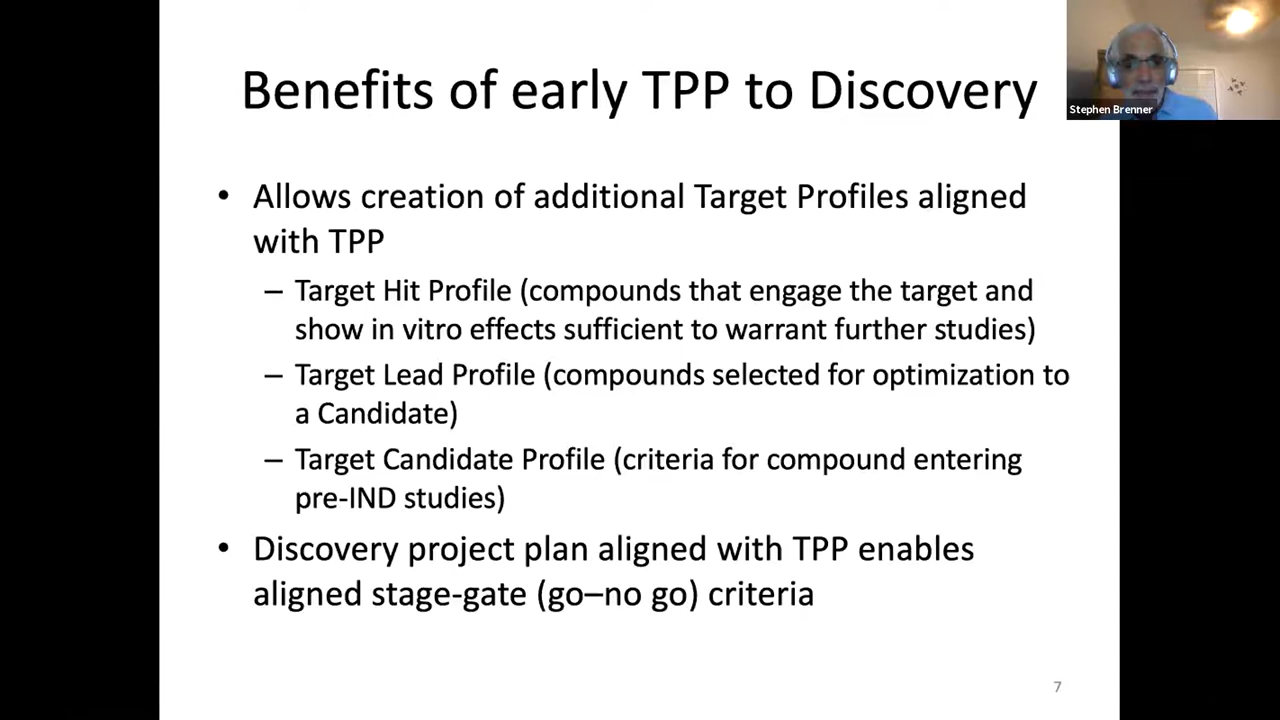 Benefits of early TPP to Discovery
Stephen Brenner
• Allows creation of additional Target Profiles aligned
with TPP
– Target Hit Profile (compounds that engage the target and
show in vitro effects sufficient to warrant further studies)
– Target Lead Profile (compounds selected for optimization to
a Candidate)
– Target Candidate Profile (criteria for compound entering
pre-IND studies)
• Discovery project plan aligned with TPP enables
aligned stage-gate (go–no go) criteria
7